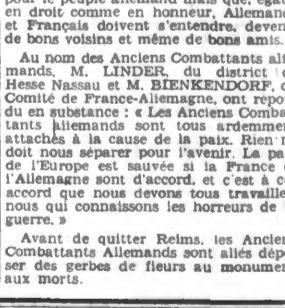 pour le peuple allemand mais que, éga
en droit comme en honneur, Allemand
et Français doivent s'entendre, deven
de bons voisins et même de bons amis.
Au nom des Anciens Combattants all
mands, M. LINDER, du district
Hesse Nassau et M. BIENKENDORF,
Comité de France-Allemagne, ont répo
du en substance : « Les Anciens Comba
tants allemands sont tous ardemmer
attachés à la cause de la paix. Rien n
doit nous séparer pour l'avenir. La pa
de l'Europe est sauvée si la France
l'Allemagne sont d'accord, et c'est à c
accord que nous devons tous travaille
nous qui connaissons les horreurs de
guerre. »
Avant de quitter Reims, les Ancien
Combattants Allemands sont allés dép
ser des gerbes de fleurs au monumen
aux morts.